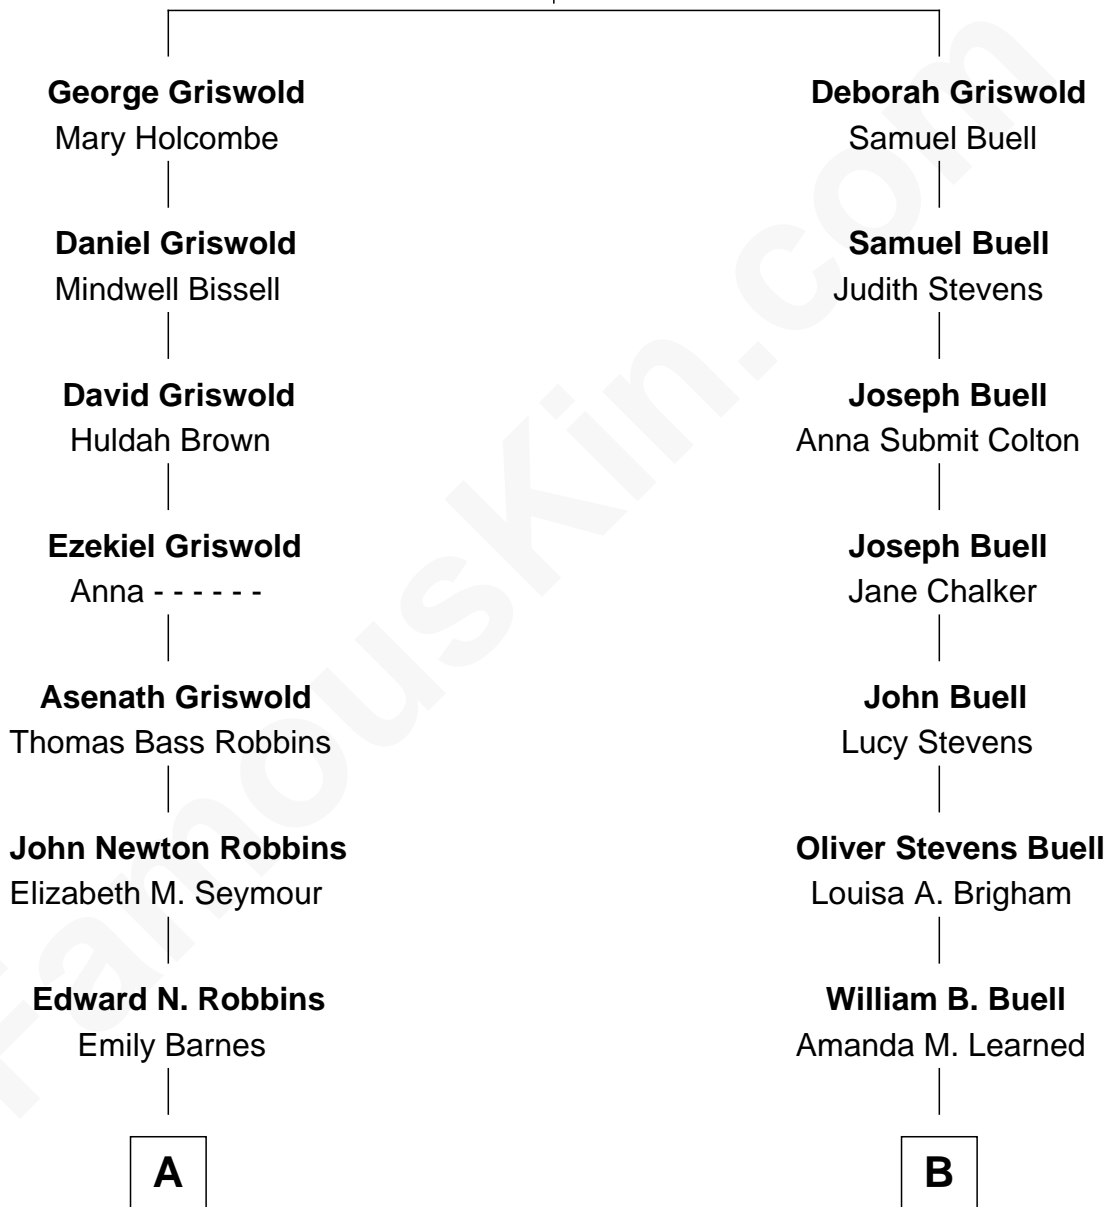 George Griswold
Mary Holcombe
Daniel Griswold
Mindwell Bissell
David Griswold
Huldah Brown
Ezekiel Griswold
Anna - - - - - -
Asenath Griswold
Thomas Bass Robbins
John Newton Robbins
Elizabeth M. Seymour
Edward N. Robbins
Emily Barnes
A
Deborah Griswold
Samuel Buell
Samuel Buell
Judith Stevens
Joseph Buell
Anna Submit Colton
Joseph Buell
Jane Chalker
John Buell
Lucy Stevens
Oliver Stevens Buell
Louisa A. Brigham
William B. Buell
Amanda M. Learned
B
FamousKin.com